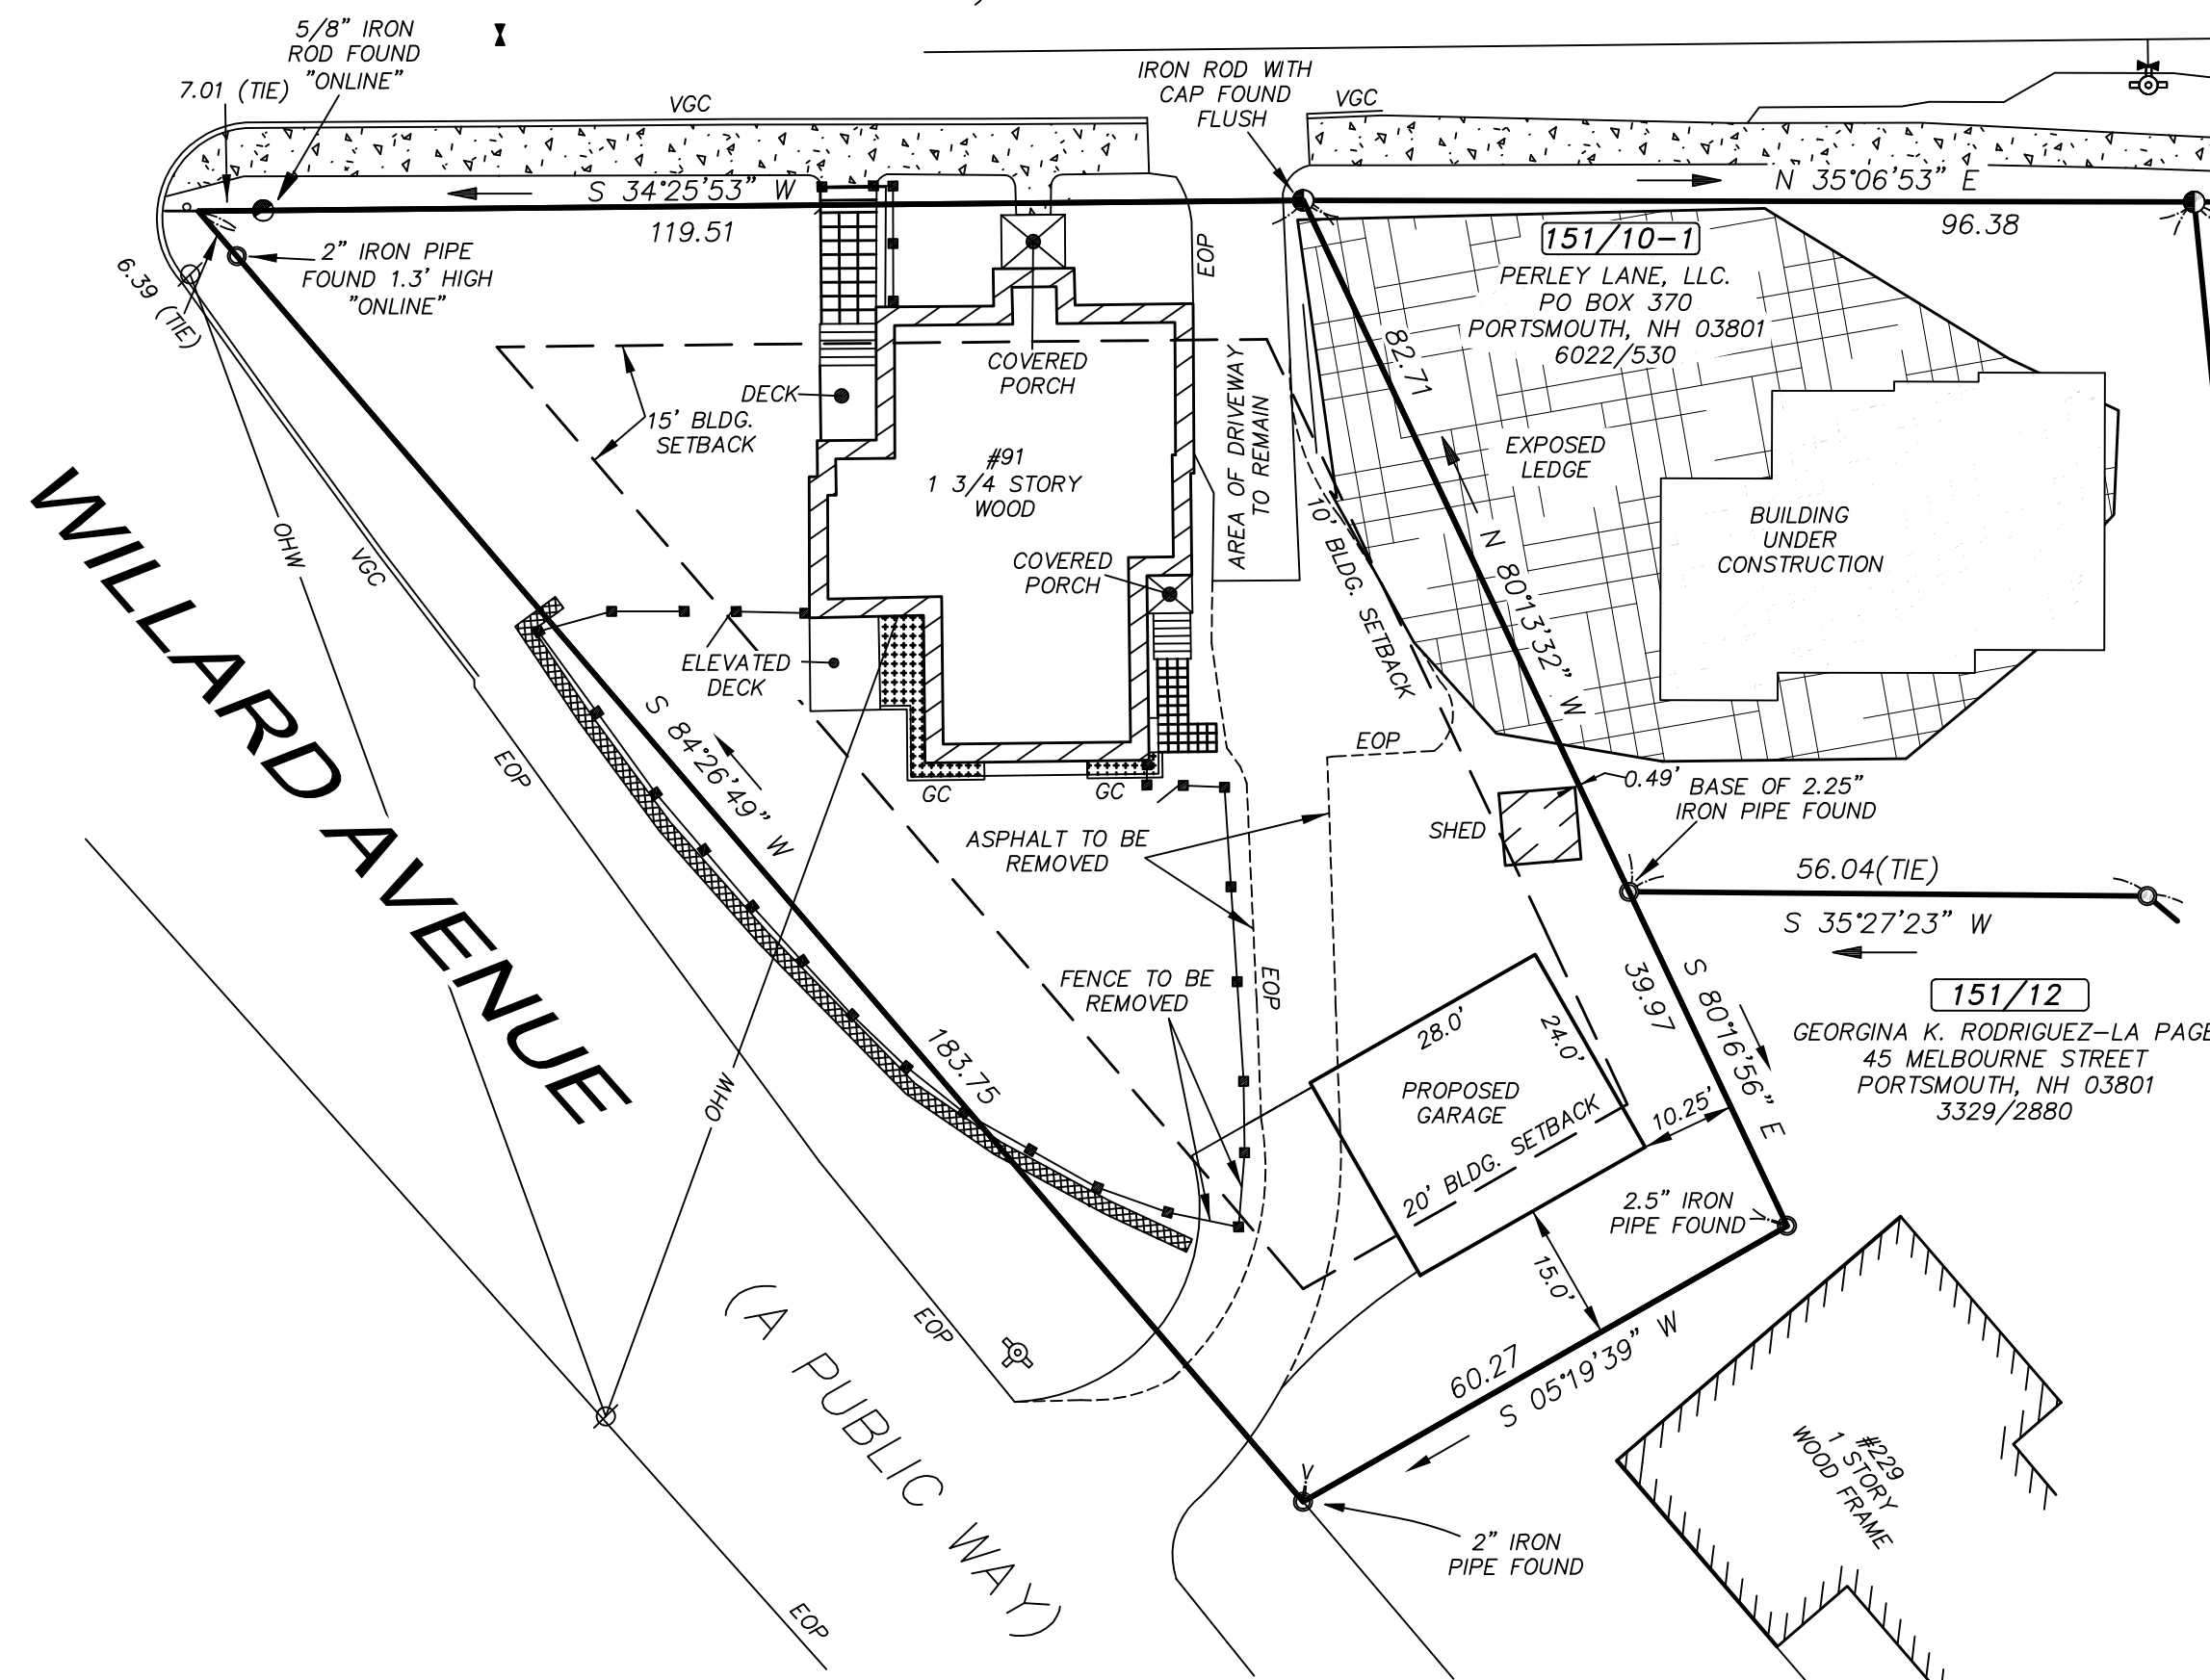 5/8" IRON
ROD FOUND
"ONLINE"
7.01 (TIE)
VGC
IRON ROD WITH
CAP FOUND
FLUSH
VGC
S 34°25'53" W
119.51
N 35°06'53" E
96.38
2" IRON PIPE
FOUND 1.3' HIGH
"ONLINE"
6.39 (TIE)
EOP
151/10-1
PERLEY LANE, LLC.
PO BOX 370
PORTSMOUTH, NH 03801
6022/530
82.71
COVERED
PORCH
DECK
15' BLDG.
SETBACK
AREA OF DRIVEWAY
TO REMAIN
#91
1 3/4 STORY
WOOD
EXPOSED
LEDGE
10' BLDG. SETBACK
N 80°13'32" W
BUILDING
UNDER
CONSTRUCTION
OHW
VGC
COVERED
PORCH
WILLARD AVENUE
ELEVATED
DECK
S 84°26'49" W
EOP
EOP
GC
GC
0.49'
BASE OF 2.25"
IRON PIPE FOUND
SHED
ASPHALT TO BE
REMOVED
56.04(TIE)
S 35°27'23" W
FENCE TO BE
REMOVED
EOP
39.97
S 80°16'56" E
151/12
GEORGINA K. RODRIGUEZ-LA PAGE
45 MELBOURNE STREET
PORTSMOUTH, NH 03801
3329/2880
28.0'
24.0'
PROPOSED
GARAGE
20' BLDG. SETBACK
10.25'
183.75
OHW
2.5" IRON
PIPE FOUND
15.0'
(A PUBLIC WAY)
EOP
60.27
S 05°19'39" W
#229
1 STORY
WOOD FRAME
2" IRON
PIPE FOUND
EOP